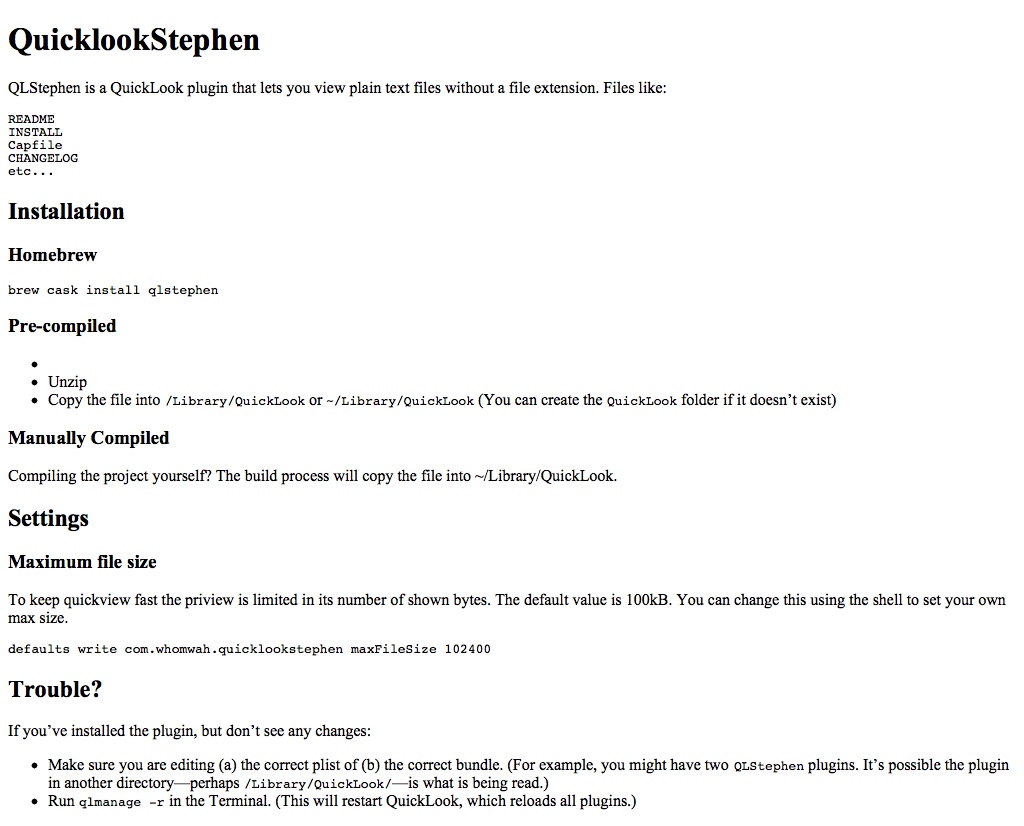 QuicklookStephen
QLStephen is a QuickLook plugin that lets you view plain text files without a file extension. Files like:
README
INSTALL
Capfile
CHANGELOG
etc...
Installation
Homebrew
brew cask install qlstephen
Pre-compiled
•
• Unzip
• Copy the file into /Library/QuickLook or ~/Library/QuickLook (You can create the QuickLook folder if it doesn’t exist)
Manually Compiled
Compiling the project yourself? The build process will copy the file into ~/Library/QuickLook.
Settings
Maximum file size
To keep quickview fast the priview is limited in its number of shown bytes. The default value is 100kB. You can change this using the shell to set your own
max size.
defaults write com.whomwah.quicklookstephen maxFileSize 102400
Trouble?
If you’ve installed the plugin, but don’t see any changes:
• Make sure you are editing (a) the correct plist of (b) the correct bundle. (For example, you might have two QLStephen plugins. It’s possible the plugin
in another directory—perhaps /Library/QuickLook/—is what is being read.)
• Run qlmanage -r in the Terminal. (This will restart QuickLook, which reloads all plugins.)